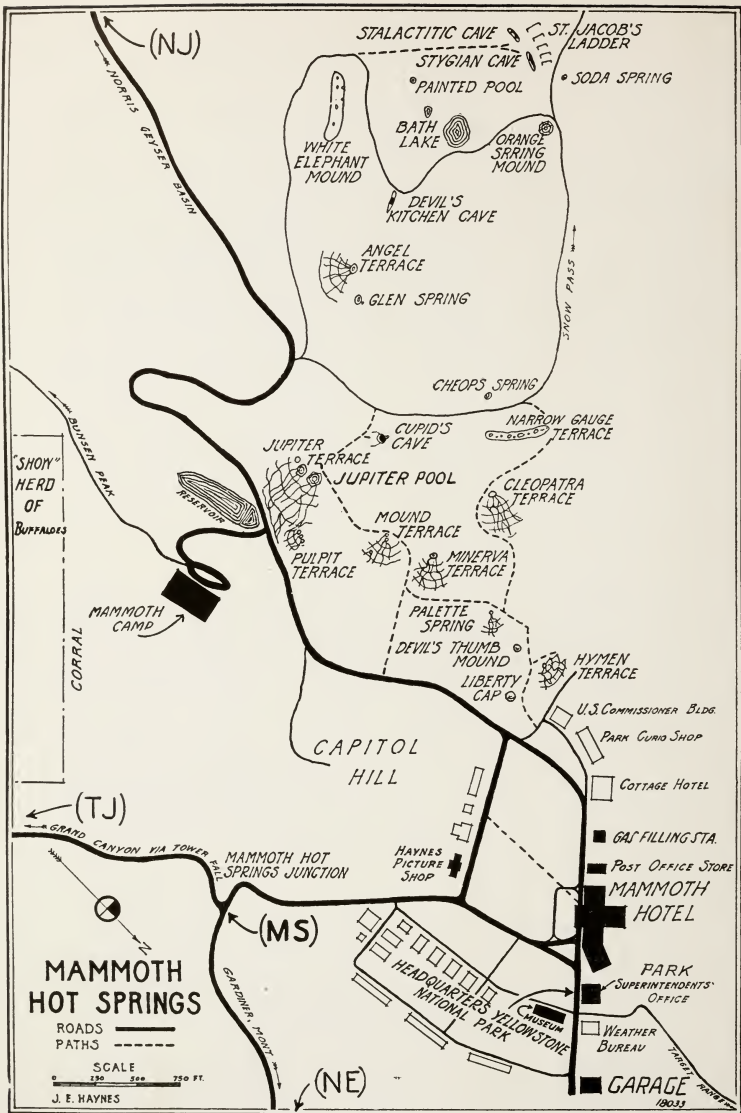 (NJ)
NORRIS GEYSER BASIN
STALACTITIC CAVE
ST. JACOB'S
LADDER
STYGIAN CAVE
PAINTED POOL
SODA SPRING
BATH
LAKE
WHITE
ELEPHANT
MOUND
ORANGE
SRRING
MOUND
DEVIL'S
KITCHEN CAVE
ANGEL
TERRACE
GLEN SPRING
SNOW PASS
CHEOPS SPRING
BUNSEN PEAK
CUPID'S
CAVE
NARROW GAUGE
TERRACE
"SHOW"
HERD
OF
BUFFALOES
JUPITER
TERRACE
JUPITER POOL
RESERVOIR
CLEOPATRA
TERRACE
MOUND
TERRACE
PULPIT
TERRACE
MINERVA
TERRACE
MAMMOTH
CAMP
PALETTE
SPRING
CORRAL
DEVIL'S THUMB
MOUND
HYMEN
TERRACE
LIBERTY
CAP
U.S. COMMISSIONER BLDG.
PARK CURIO SHOP
CAPITOL
HILL
COTTAGE HOTEL
(TJ)
GRAND CANYON VIA TOWER FALL
GAS FILLING STA.
MAMMOTH HOT
SPRINGS JUNCTION
HAYNES
PICTURE
SHOP
POST OFFICE STORE
MAMMOTH
HOTEL
(MS)
N
MAMMOTH
HOT SPRINGS
ROADS
PATHS
SCALE
0 250 500 750 FT.
J. E. HAYNES
GARDINER, MONT
HEADQUARTERS YELLOWSTONE
NATIONAL PARK
PARK
SUPERINTENDENTS'
OFFICE
MUSEUM
WEATHER
BUREAU
TARGET RANGE
(NE)
GARAGE
18033